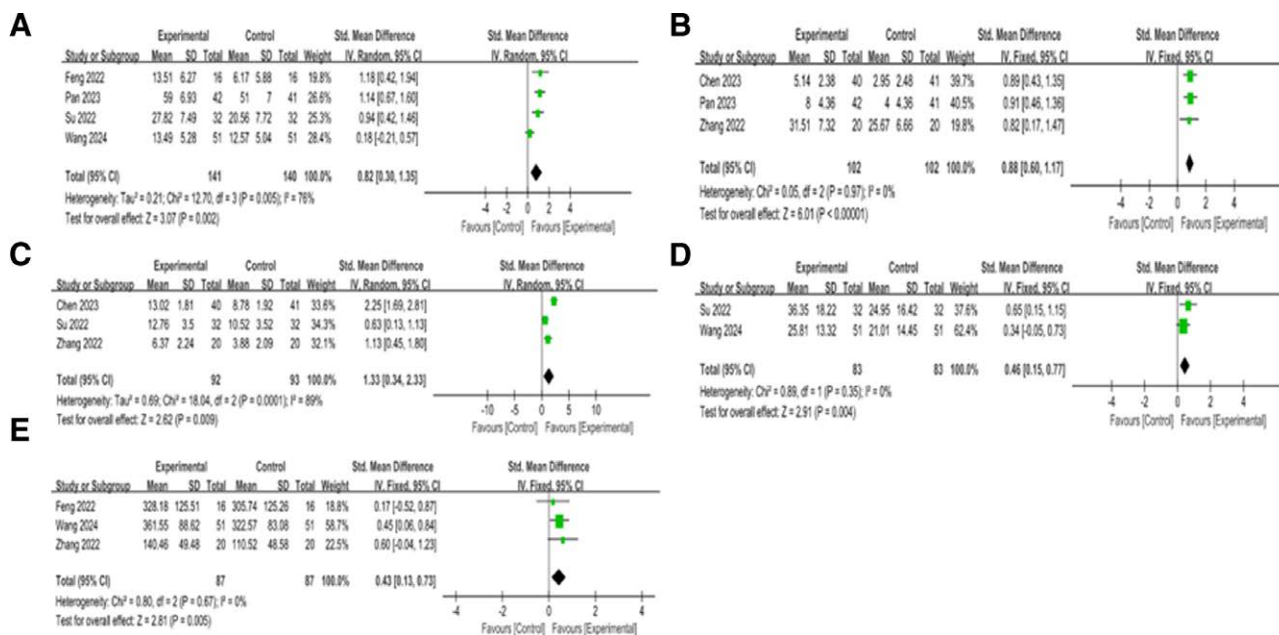 A
Experimental Control Std. Mean Difference Std. Mean Difference
Study or Subgroup Mean SD Total Mean SD Total Weight IV, Random, 95% CI IV, Random, 95% CI
Feng 2022 13.51 6.27 16 6.17 5.88 16 19.8% 1.18 [0.42, 1.94]
Pan 2023 59 6.93 42 51 7 41 26.6% 1.14 [0.67, 1.60]
Su 2022 27.82 7.49 32 20.56 7.72 32 25.3% 0.94 [0.42, 1.46]
Wang 2024 13.49 5.28 51 12.57 5.04 51 28.4% 0.18 [-0.21, 0.57]
Total (95% CI) 141 140 100.0% 0.82 [0.30, 1.35]
Heterogeneity: Tau² = 0.21; Chi² = 12.70, df = 3 (P = 0.005); I² = 76%
Test for overall effect: Z = 3.07 (P = 0.002)
-4 -2 0 2 4
Favours [Control] Favours [Experimental]
B
Experimental Control Std. Mean Difference Std. Mean Difference
Study or Subgroup Mean SD Total Mean SD Total Weight IV, Fixed, 95% CI IV, Fixed, 95% CI
Chen 2023 5.14 2.38 40 2.95 2.48 41 39.7% 0.89 [0.43, 1.35]
Pan 2023 8 4.36 42 4 4.36 41 40.5% 0.91 [0.46, 1.36]
Zhang 2022 31.51 7.32 20 25.67 6.66 20 19.8% 0.82 [0.17, 1.47]
Total (95% CI) 102 102 100.0% 0.88 [0.60, 1.17]
Heterogeneity: Chi² = 0.05, df = 2 (P = 0.97); I² = 0%
Test for overall effect: Z = 6.01 (P < 0.00001)
-4 -2 0 2 4
Favours [Control] Favours [Experimental]
C
Experimental Control Std. Mean Difference Std. Mean Difference
Study or Subgroup Mean SD Total Mean SD Total Weight IV, Random, 95% CI IV, Random, 95% CI
Chen 2023 13.02 1.81 40 8.78 1.92 41 33.6% 2.25 [1.69, 2.81]
Su 2022 12.76 3.5 32 10.52 3.52 32 34.3% 0.63 [0.13, 1.13]
Zhang 2022 6.37 2.24 20 3.88 2.09 20 32.1% 1.13 [0.45, 1.80]
Total (95% CI) 92 93 100.0% 1.33 [0.34, 2.33]
Heterogeneity: Tau² = 0.69; Chi² = 18.04, df = 2 (P = 0.0001); I² = 89%
Test for overall effect: Z = 2.62 (P = 0.009)
-10 -5 0 5 10
Favours [Control] Favours [Experimental]
D
Experimental Control Std. Mean Difference Std. Mean Difference
Study or Subgroup Mean SD Total Mean SD Total Weight IV, Fixed, 95% CI IV, Fixed, 95% CI
Su 2022 36.35 18.22 32 24.95 16.42 32 37.6% 0.65 [0.15, 1.15]
Wang 2024 25.81 13.32 51 21.01 14.45 51 62.4% 0.34 [-0.05, 0.73]
Total (95% CI) 83 83 100.0% 0.46 [0.15, 0.77]
Heterogeneity: Chi² = 0.89, df = 1 (P = 0.35); I² = 0%
Test for overall effect: Z = 2.91 (P = 0.004)
-4 -2 0 2 4
Favours [Control] Favours [Experimental]
E
Experimental Control Std. Mean Difference Std. Mean Difference
Study or Subgroup Mean SD Total Mean SD Total Weight IV, Fixed, 95% CI IV, Fixed, 95% CI
Feng 2022 328.18 125.51 16 305.74 125.26 16 18.8% 0.17 [-0.52, 0.87]
Wang 2024 361.55 88.62 51 322.57 83.08 51 58.7% 0.45 [0.06, 0.84]
Zhang 2022 140.46 49.48 20 110.52 48.58 20 22.5% 0.60 [-0.04, 1.23]
Total (95% CI) 87 87 100.0% 0.43 [0.13, 0.73]
Heterogeneity: Chi² = 0.80, df = 2 (P = 0.67); I² = 0%
Test for overall effect: Z = 2.81 (P = 0.005)
-4 -2 0 2 4
Favours [Control] Favours [Experimental]